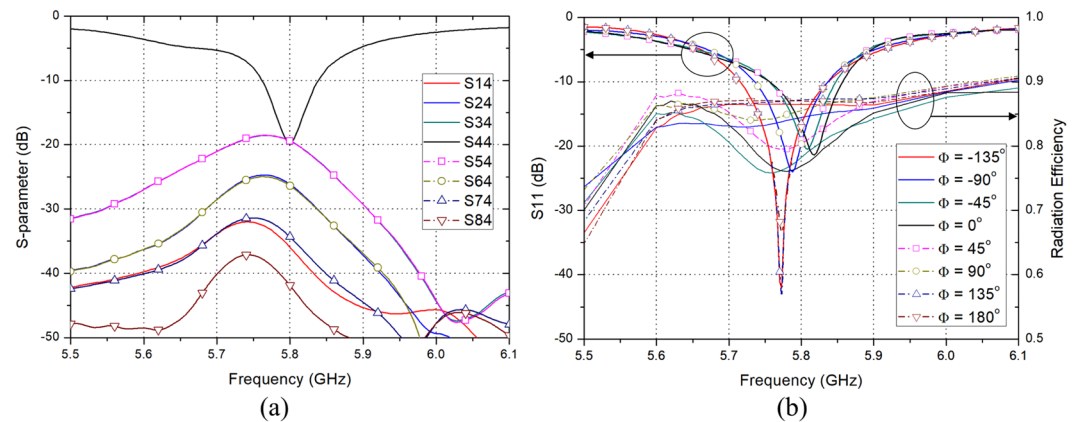 (a)
S-parameter (dB)
0
-10
-20
-30
-40
-50
5.5 5.6 5.7 5.8 5.9 6.0 6.1
Frequency (GHz)
S14
S24
S34
S44
S54
S64
S74
S84
(a)
S11 (dB)
0
-10
-20
-30
-40
-50
5.5 5.6 5.7 5.8 5.9 6.0 6.1
Frequency (GHz)
1.0
0.9
0.8
0.7
0.6
0.5
Radiation Efficiency
Φ = -135°
Φ = -90°
Φ = -45°
Φ = 0°
Φ = 45°
Φ = 90°
Φ = 135°
Φ = 180°
(b)